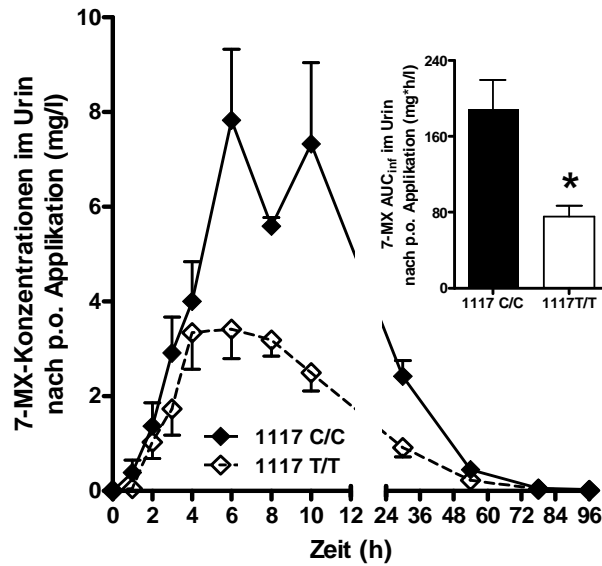 7-MX-Konzentrationen im Urin
nach p.o. Applikation (mg/l)
10
8
6
4
2
0
0 2 4 6 8 10 12 24 36 48 60 72 84 96
Zeit (h)
1117 C/C
1117 T/T
7-MX AUCinf im Urin
nach p.o. Applikation (mg*h/l)
240
160
80
0
*
1117 C/C 1117T/T